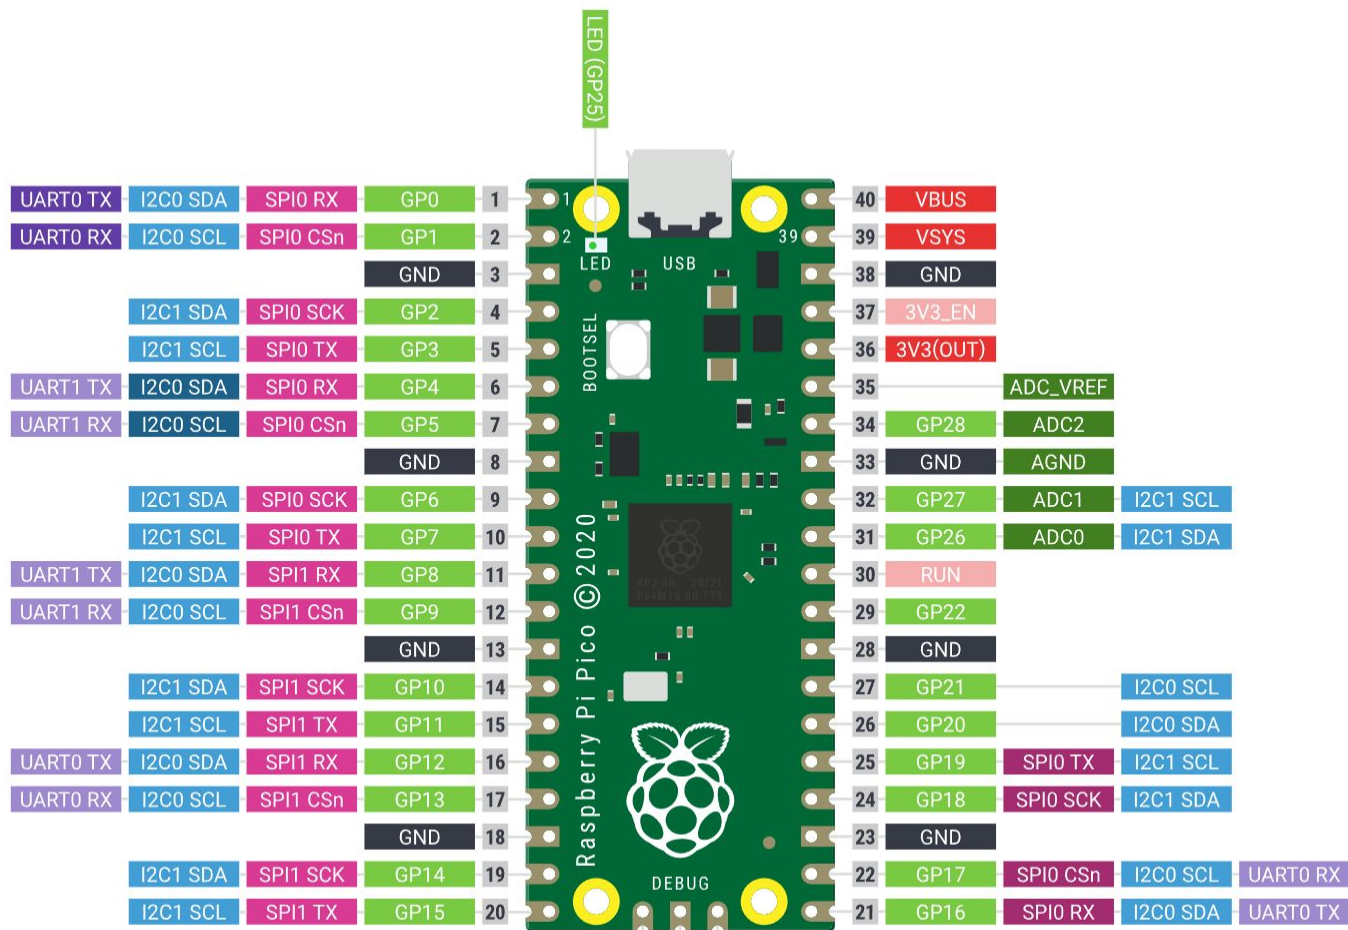 LED (GP25)
UART0 TX I2C0 SDA SPI0 RX GP0 1 1 40 VBUS
UART0 RX I2C0 SCL SPI0 CSn GP1 2 2 39 39 VSYS
GND 3 LED USB 38 GND
I2C1 SDA SPI0 SCK GP2 4 37 3V3_EN
I2C1 SCL SPI0 TX GP3 5 BOOTSEL 36 3V3(OUT)
UART1 TX I2C0 SDA SPI0 RX GP4 6 35 ADC_VREF
UART1 RX I2C0 SCL SPI0 CSn GP5 7 34 GP28 ADC2
GND 8 33 GND AGND
I2C1 SDA SPI0 SCK GP6 9 32 GP27 ADC1 I2C1 SCL
I2C1 SCL SPI0 TX GP7 10 31 GP26 ADC0 I2C1 SDA
UART1 TX I2C0 SDA SPI1 RX GP8 11 30 RUN
UART1 RX I2C0 SCL SPI1 CSn GP9 12 29 GP22
GND 13 28 GND
I2C1 SDA SPI1 SCK GP10 14 27 GP21 I2C0 SCL
I2C1 SCL SPI1 TX GP11 15 26 GP20 I2C0 SDA
UART0 TX I2C0 SDA SPI1 RX GP12 16 25 GP19 SPI0 TX I2C1 SCL
UART0 RX I2C0 SCL SPI1 CSn GP13 17 24 GP18 SPI0 SCK I2C1 SDA
GND 18 23 GND
I2C1 SDA SPI1 SCK GP14 19 22 GP17 SPI0 CSn I2C0 SCL UART0 RX
I2C1 SCL SPI1 TX GP15 20 21 GP16 SPI0 RX I2C0 SDA UART0 TX
Raspberry Pi Pico ©2020
DEBUG